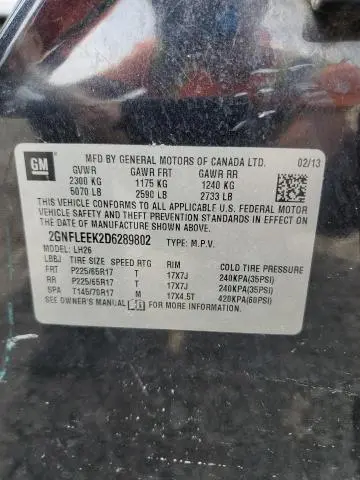 GM
MFD BY GENERAL MOTORS OF CANADA LTD. 02/13
GVWR GAWR FRT GAWR RR
2300 KG 1175 KG 1240 KG
5070 LB 2590 LB 2733 LB
THIS VEHICLE CONFORMS TO ALL APPLICABLE U.S. FEDERAL MOTOR
VEHICLE SAFETY AND THEFT PREVENTION STANDARDS IN EFFECT ON
THE DATE OF MANUFACTURE SHOWN ABOVE.
2GNFLEEK2D6289802 TYPE: M.P.V.
MODEL: LH26
LBBJ TIRE SIZE SPEED RTG RIM COLD TIRE PRESSURE
FRT P225/65R17 T 17X7J 240KPA(35PSI)
RR P225/65R17 T 17X7J 240KPA(35PSI)
SPA T145/70R17 M 17X4.5T 420KPA(60PSI)
SEE OWNER'S MANUAL FOR